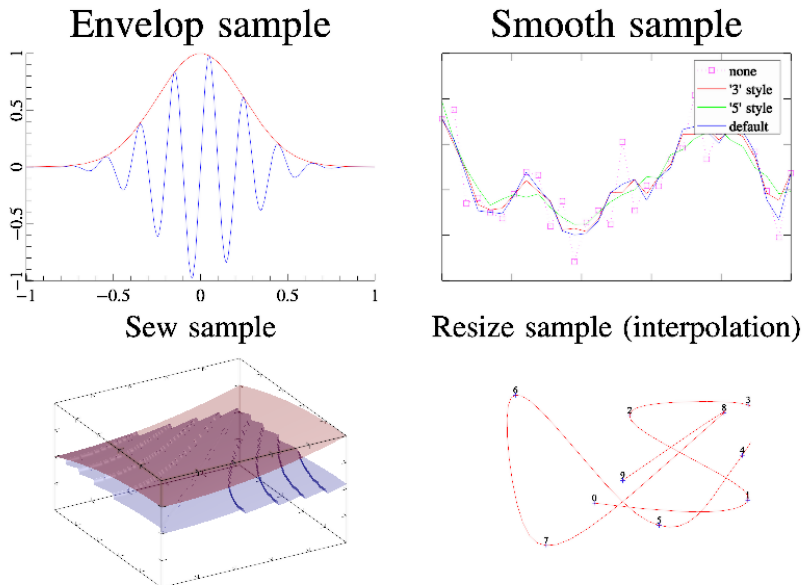 Envelop sample
Smooth sample
1
0.5
0
−0.5
−1
−1
−0.5
0
0.5
1
none
'3' style
'5' style
default
Sew sample
Resize sample (interpolation)
6
2
8
3
4
9
0
1
5
7